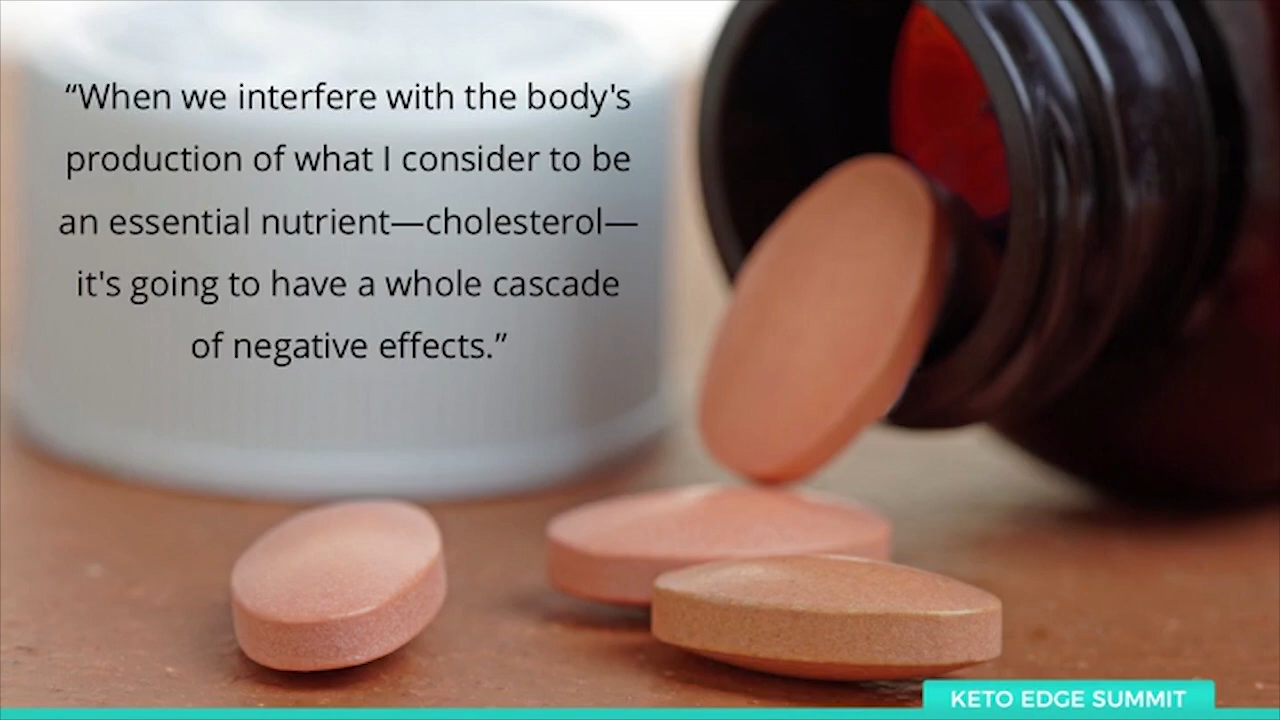 “When we interfere with the body's
production of what I consider to be
an essential nutrient—cholesterol—
it's going to have a whole cascade
of negative effects.”
KETO EDGE SUMMIT